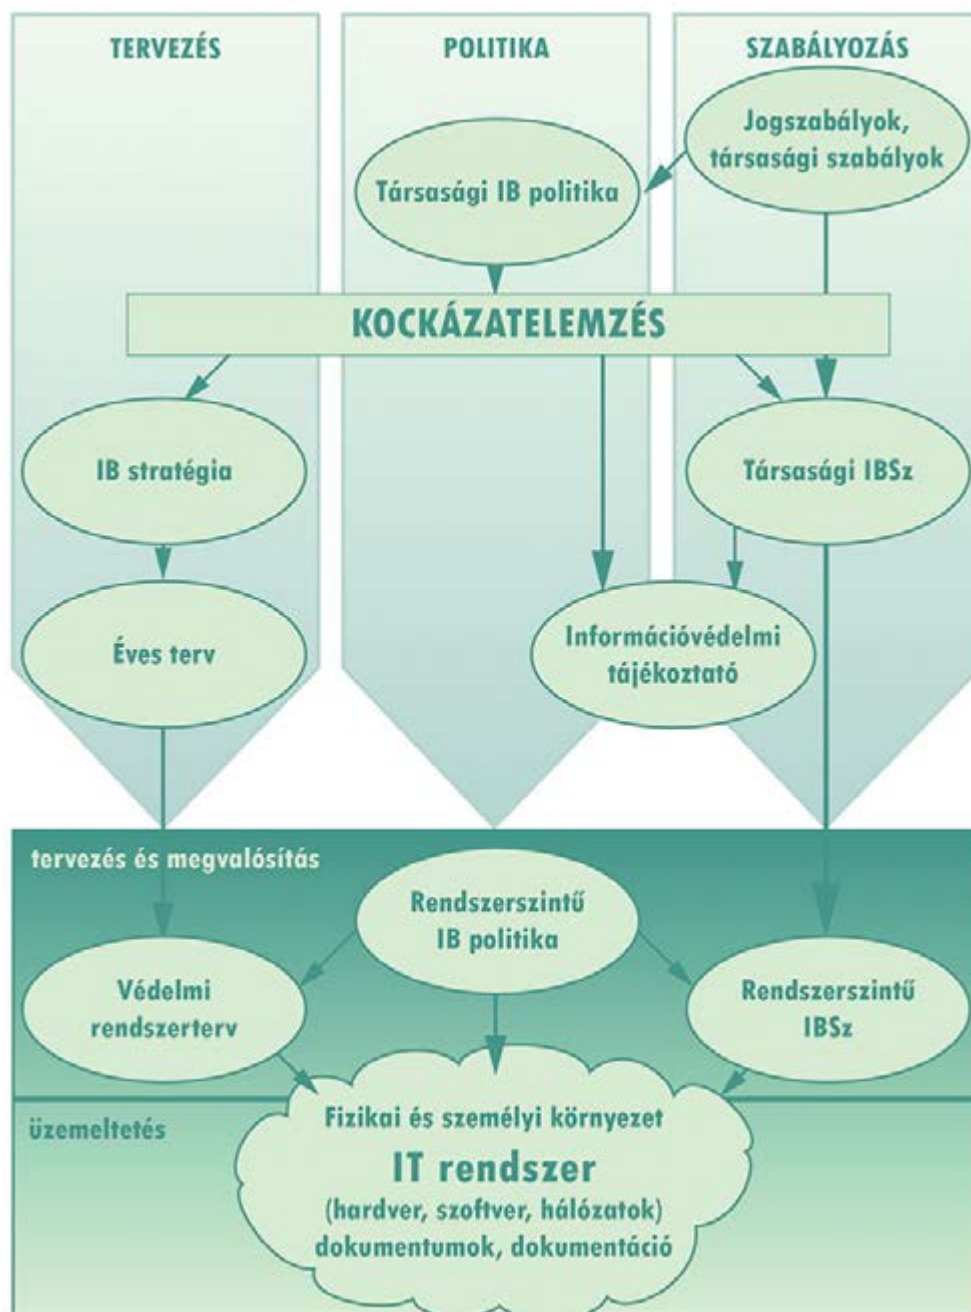 TERVEZÉS
POLITIKA
SZABÁLYOZÁS
Jogszabályok,
társasági szabályok
Társasági IB politika
KOCKÁZATELEMZÉS
IB stratégia
Társasági IBSz
Éves terv
Információvédelmi
tájékoztató
tervezés és megvalósítás
Rendszerszintű
IB politika
Védelmi
rendszerterv
Rendszerszintű
IBSz
üzemeltetés
Fizikai és személyi környezet
IT rendszer
(hardver, szoftver, hálózatok)
dokumentumok, dokumentáció